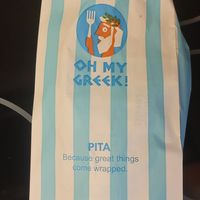 OH MY
GREEK!
PITA
Because great things
come wrapped.